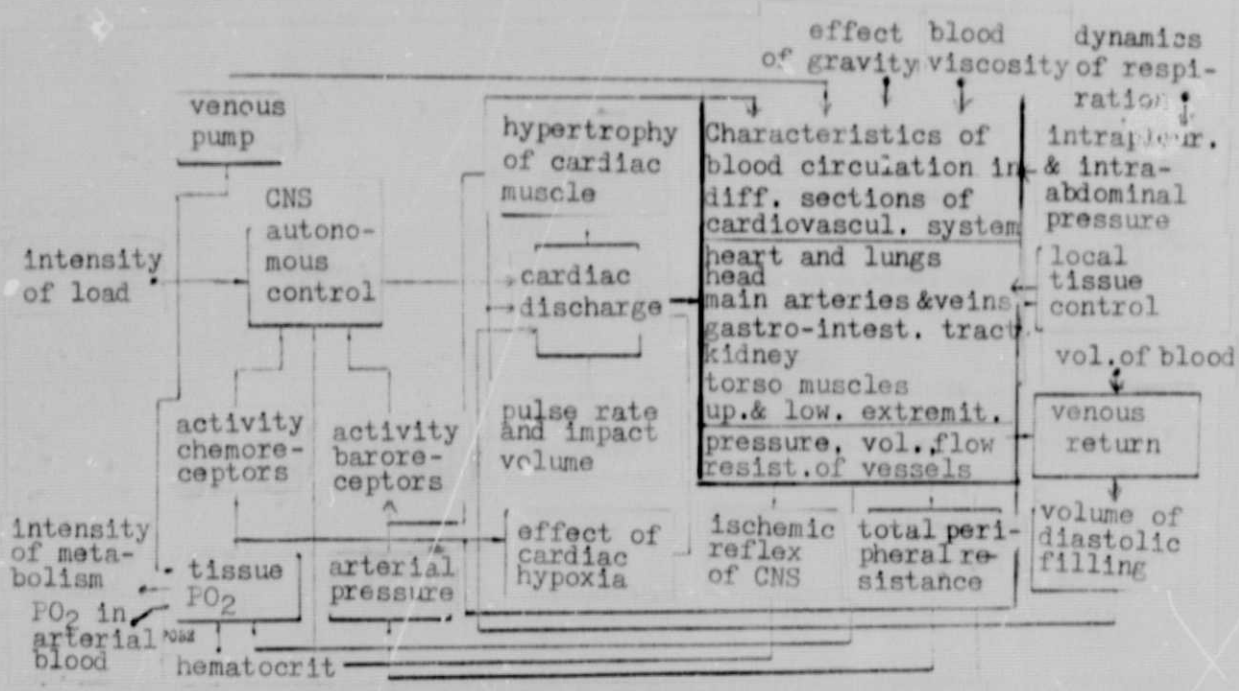 effect
of gravity
blood
viscosity
dynamics
of respi-
ration
venous
pump
hypertrophy
of cardiac
muscle
Characteristics of
blood circulation in
diff. sections of
cardiovascul. system
heart and lungs
head
main arteries &veins
gastro-intest. tract
kidney
torso muscles
up.& low. extremit.
pressure, vol.,flow
resist.of vessels
intrapleur.
& intra-
abdominal
pressure
CNS
autono-
mous
control
intensity
of load
cardiac
discharge
local
tissue
control
vol.of blood
venous
return
activity
chemore-
ceptors
activity
barore-
ceptors
pulse rate
and impact
volume
intensity
of meta-
bolism
tissue
PO2
arterial
pressure
effect of
cardiac
hypoxia
ischemic
reflex
of CNS
total peri-
pheral re-
sistance
volume of
diastolic
filling
PO2 in
arterial
blood
hematocrit